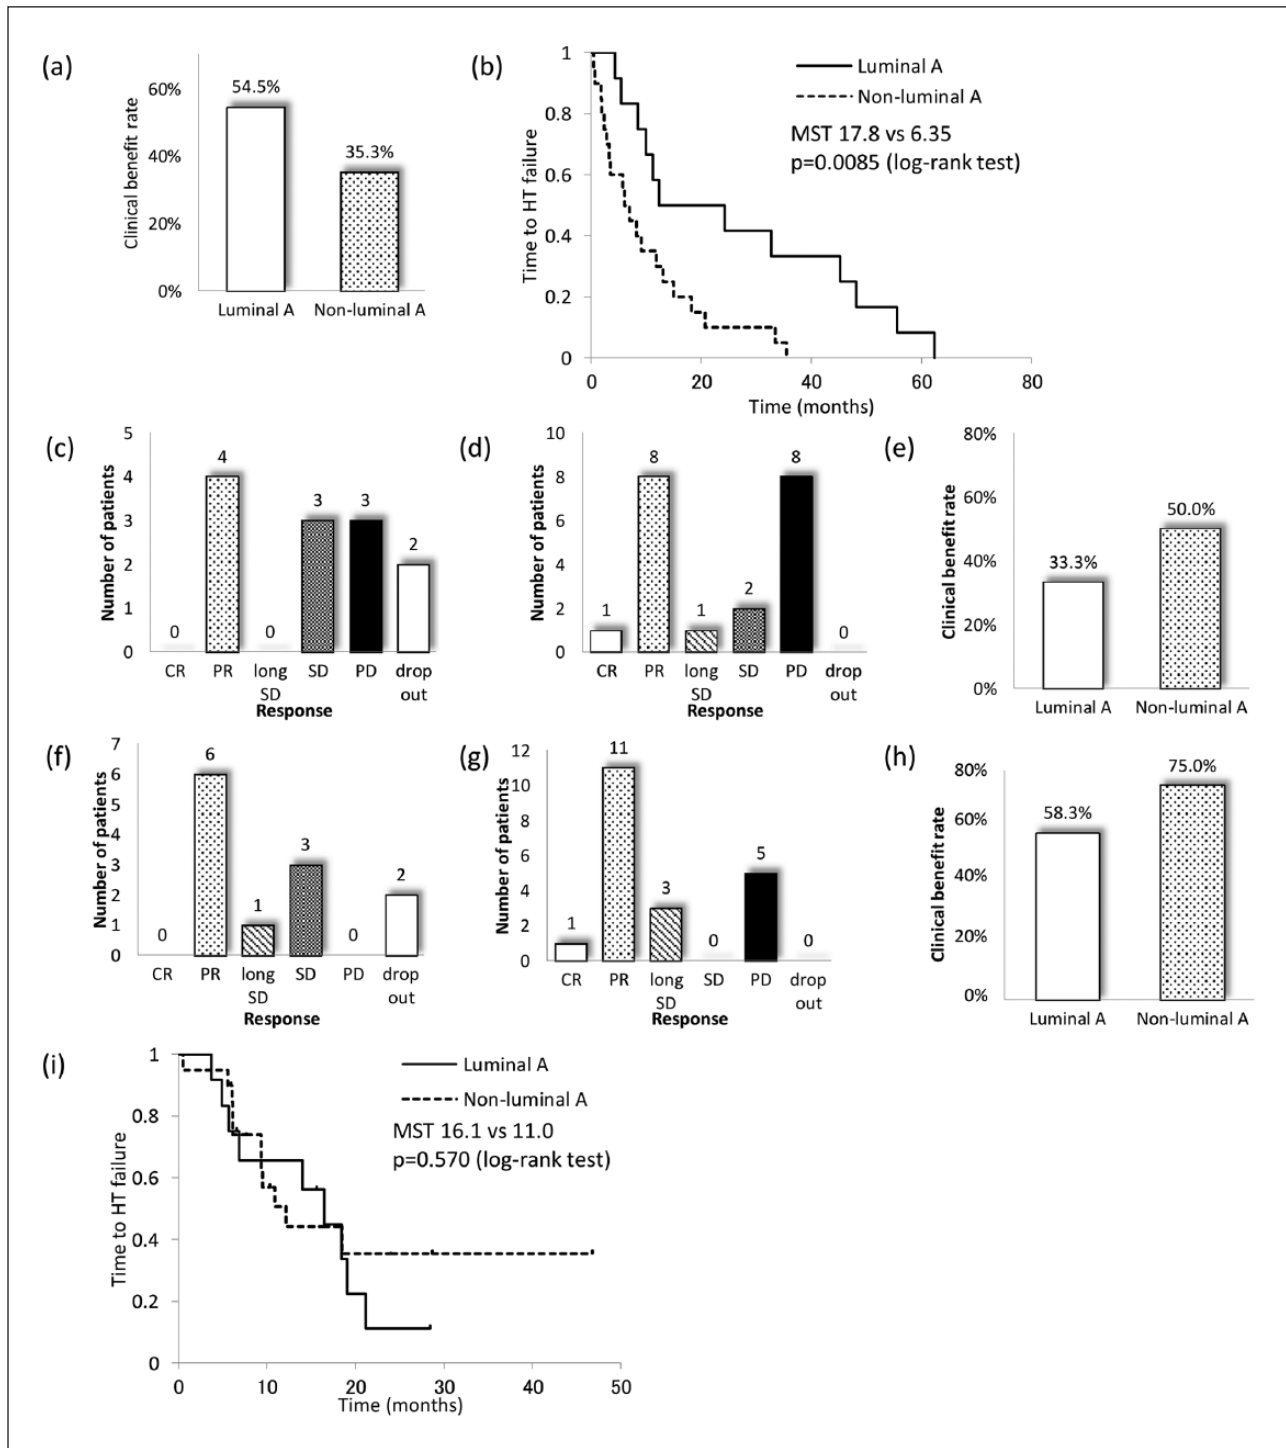 (a)
Clinical benefit rate
60%
40%
20%
0%
54.5%
35.3%
Luminal A
Non-luminal A
(b)
Time to HT failure
1
0.8
0.6
0.4
0.2
0
Luminal A
Non-luminal A
MST 17.8 vs 6.35
p=0.0085 (log-rank test)
0 20 40 60 80
Time (months)
(c)
Number of patients
5
4
3
2
1
0
0 4 0 3 3 2
CR PR long SD PD drop
SD out
Response
(d)
Number of patients
10
8
6
4
2
0
1 8 1 2 8 0
CR PR long SD PD drop
SD out
Response
(e)
Clinical benefit rate
80%
60%
40%
20%
0%
33.3%
50.0%
Luminal A
Non-luminal A
(f)
Number of patients
7
6
5
4
3
2
1
0
0 6 1 3 0 2
CR PR long SD PD drop
SD out
Response
(g)
Number of patients
12
10
8
6
4
2
0
1 11 3 0 5 0
CR PR long SD PD drop
SD out
Response
(h)
Clinical benefit rate
80%
60%
40%
20%
0%
58.3%
75.0%
Luminal A
Non-luminal A
(i)
Time to HT failure
1
0.8
0.6
0.4
0.2
0
Luminal A
Non-luminal A
MST 16.1 vs 11.0
p=0.570 (log-rank test)
0 10 20 30 40 50
Time (months)